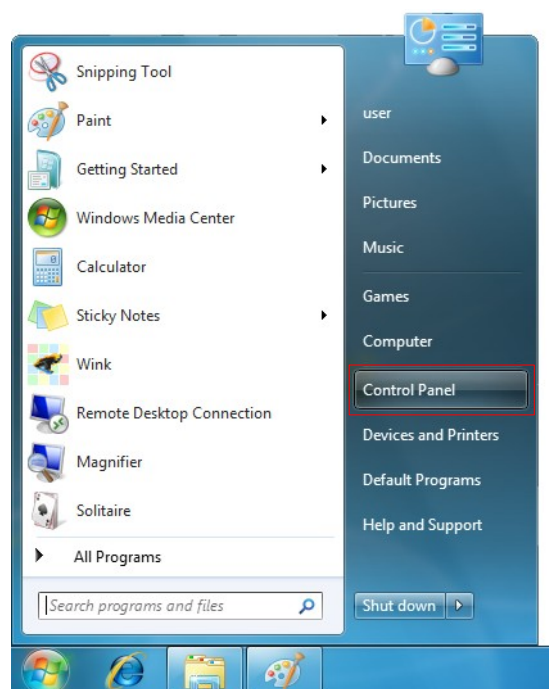 Snipping Tool
Paint
Getting Started
Windows Media Center
Calculator
Sticky Notes
Wink
Remote Desktop Connection
Magnifier
Solitaire
All Programs
Search programs and files
user
Documents
Pictures
Music
Games
Computer
Control Panel
Devices and Printers
Default Programs
Help and Support
Shut down